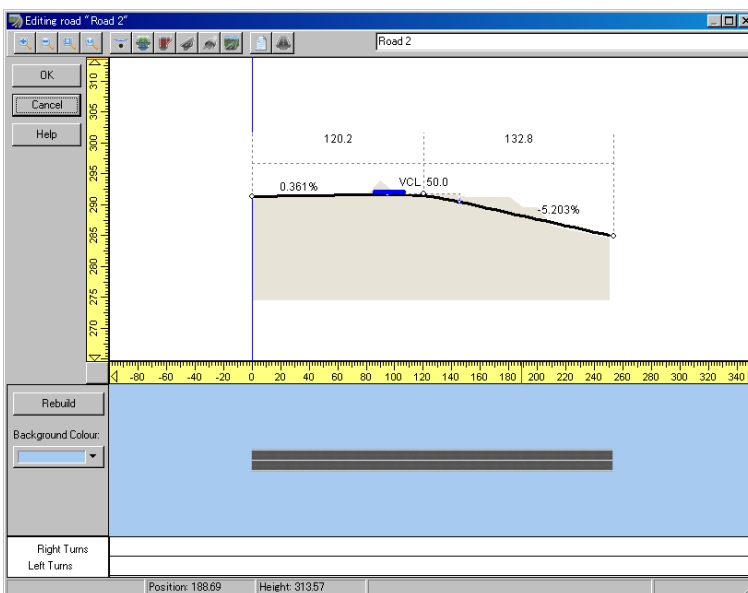 Editing road "Road 2"
Road 2
OK
Cancel
Help
310
305
300
295
290
285
280
275
270
120.2
132.8
VCL 50.0
0.361%
-5.203%
-80 -60 -40 -20 0 20 40 60 80 100 120 140 160 180 200 220 240 260 280 300 320 340
Rebuild
Background Colour:
Right Turns
Left Turns
Position: 188.69 Height: 313.57